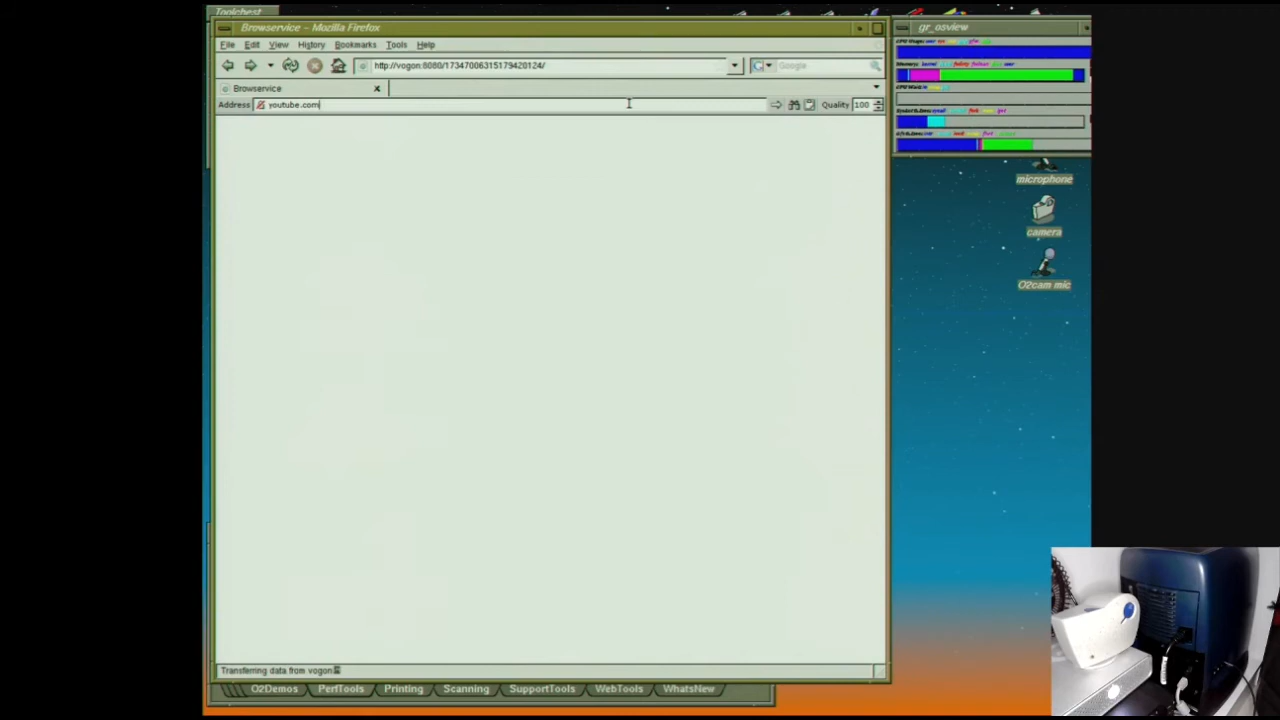 Toolchest
Browservice – Mozilla Firefox
gr_osview
File Edit View History Bookmarks Tools Help
http://vogon:8080/17347006315179420124/
Google
Browservice
Address youtube.com
Quality 100
microphone
camera
O2cam mic
Transferring data from vogon
O2Demos PerfTools Printing Scanning SupportTools WebTools WhatsNew